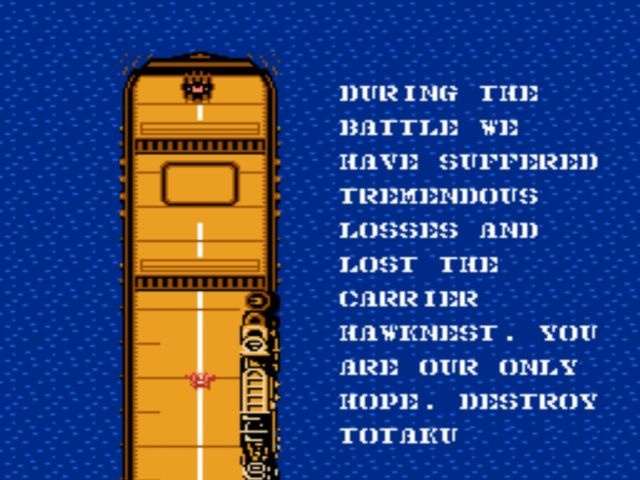 DURING THE
BATTLE WE
HAVE SUFFERED
TREMENDOUS
LOSSES AND
LOST THE
CARRIER
HAWKNEST. YOU
ARE OUR ONLY
HOPE. DESTROY
TOTAKU